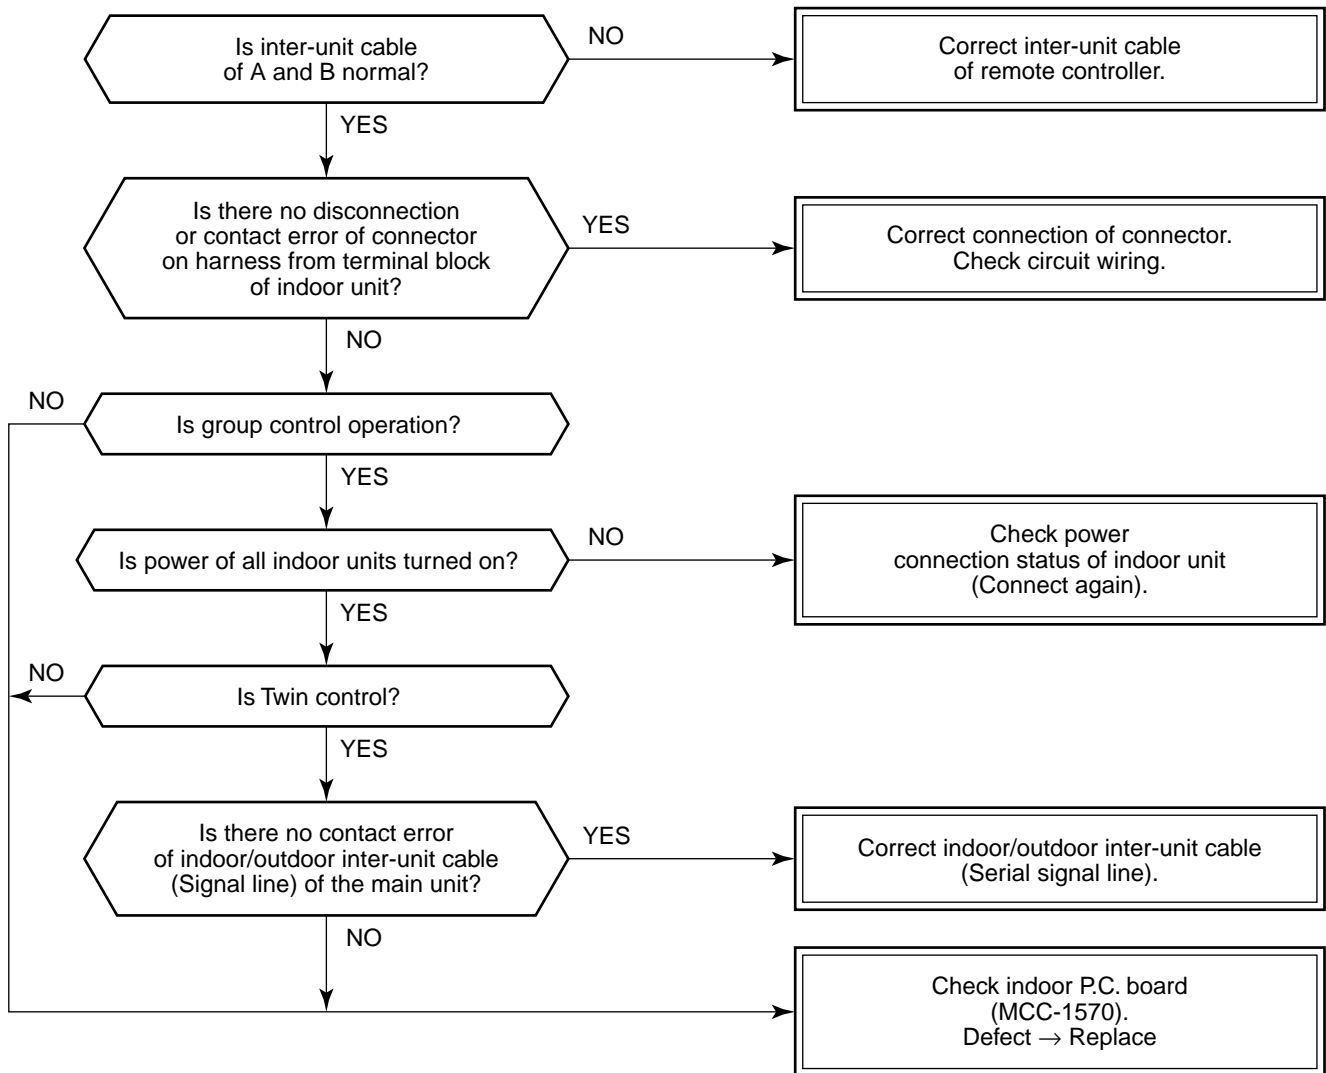 Is inter-unit cable
of A and B normal?
NO
Correct inter-unit cable
of remote controller.
YES
Is there no disconnection
or contact error of connector
on harness from terminal block
of indoor unit?
YES
Correct connection of connector.
Check circuit wiring.
NO
Is group control operation?
NO
YES
Is power of all indoor units turned on?
NO
Check power
connection status of indoor unit
(Connect again).
YES
Is Twin control?
NO
YES
Is there no contact error
of indoor/outdoor inter-unit cable
(Signal line) of the main unit?
YES
Correct indoor/outdoor inter-unit cable
(Serial signal line).
NO
Check indoor P.C. board
(MCC-1570).
Defect → Replace